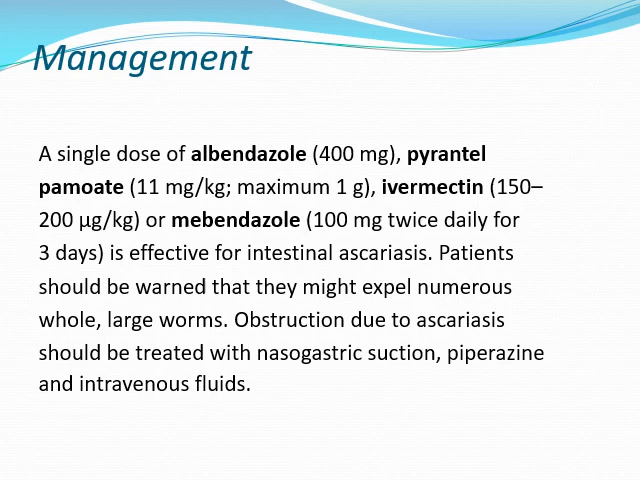 Management
A single dose of albendazole (400 mg), pyrantel
pamoate (11 mg/kg; maximum 1 g), ivermectin (150–
200 μg/kg) or mebendazole (100 mg twice daily for
3 days) is effective for intestinal ascariasis. Patients
should be warned that they might expel numerous
whole, large worms. Obstruction due to ascariasis
should be treated with nasogastric suction, piperazine
and intravenous fluids.